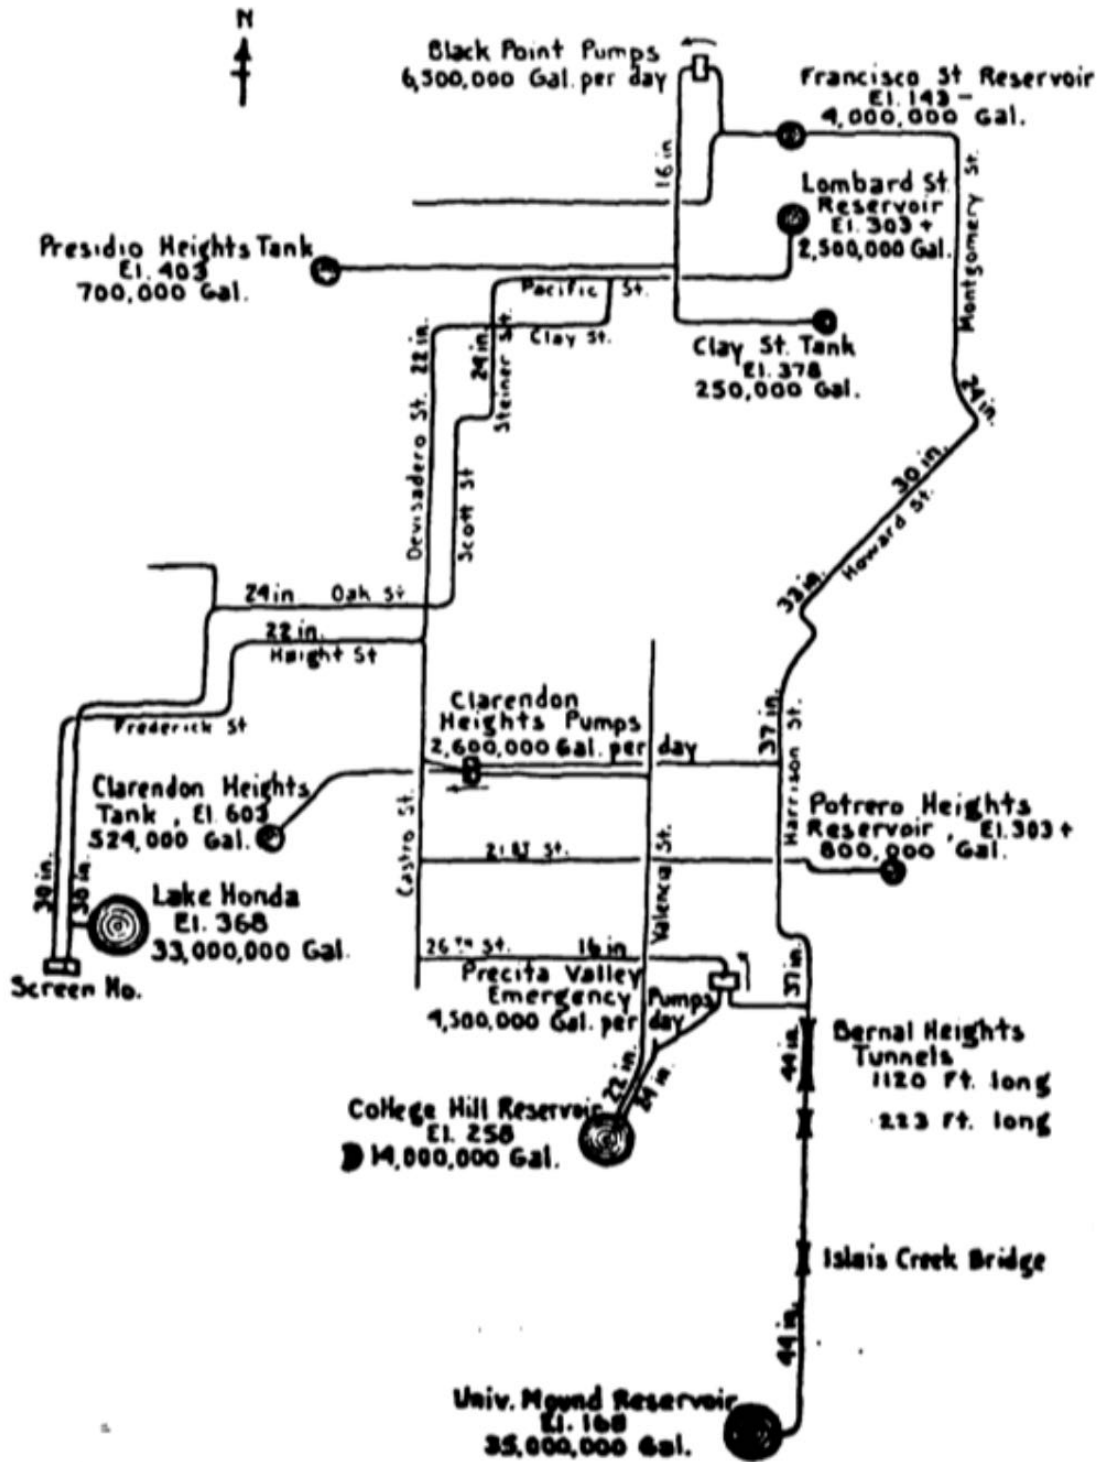 N
Black Point Pumps
6,500,000 Gal. per day
Francisco St Reservoir
El. 143 -
4,000,000 Gal.
16 in
Lombard St.
Reservoir
El. 303 +
2,500,000 Gal.
Montgomery St.
Presidio Heights Tank
El. 403
700,000 Gal.
Pacific St.
Clay St.
Clay St. Tank
El. 378
250,000 Gal.
22 in.
Devisadero St.
24 in.
Steiner St.
Scott St
24 in.
30 in.
Howard St.
33 in.
24 in Oak St
22 in.
Haight St
Frederick St
Clarendon
Heights Pumps
2,600,000 Gal. per day
37 in.
Harrison St.
Clarendon Heights
Tank, El. 603
524,000 Gal.
Castro St.
21 St St.
Valencia St.
Potrero Heights
Reservoir, El. 303 +
800,000 Gal.
30 in.
30 in.
Lake Honda
El. 368
33,000,000 Gal.
Screen Ho.
26 TH St. 16 in
Precita Valley
Emergency Pumps
4,500,000 Gal. per day
37 in.
44 in.
Bernal Heights
Tunnels
1120 Ft. long
223 Ft. long
22 in.
24 in.
College Hill Reservoir
El. 258
14,000,000 Gal.
Islais Creek Bridge
44 in.
Univ. Mound Reservoir
El. 168
35,000,000 Gal.